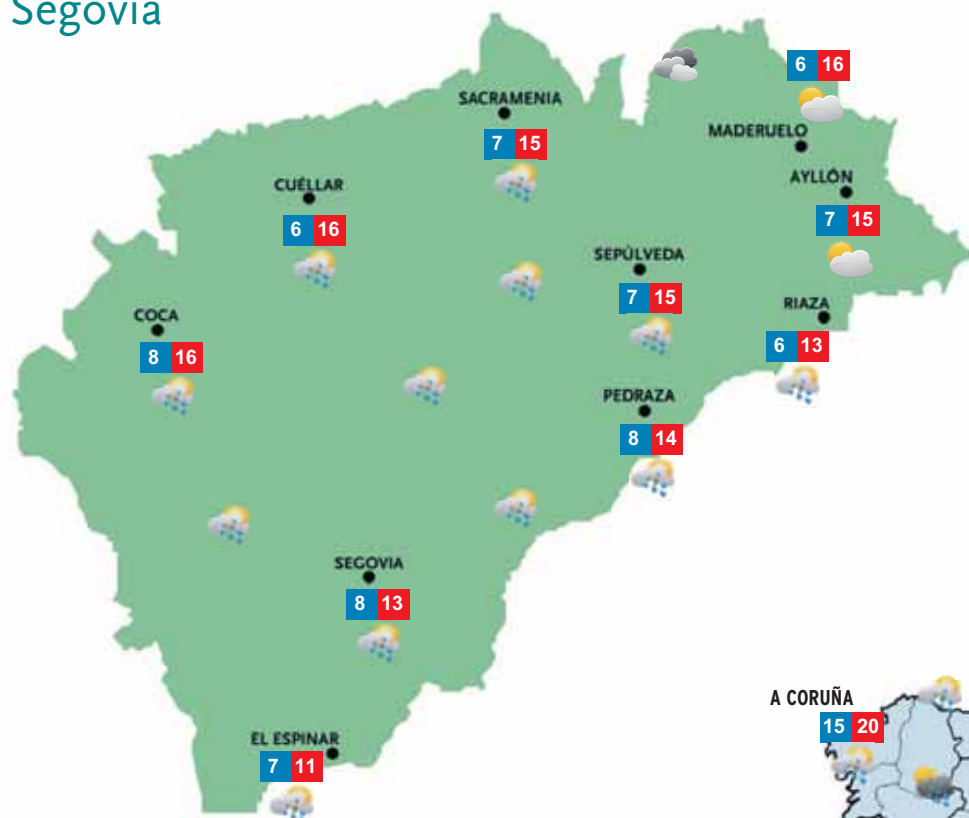 Segovia
6 16
SACRAMENIA
7 15
MADERUELO
AYLLÓN
7 15
CUÉLLAR
6 16
SEPÚLVEDA
7 15
RIAZA
6 13
COCA
8 16
PEDRAZA
8 14
SEGOVIA
8 13
EL ESPINAR
7 11
A CORUÑA
15 20